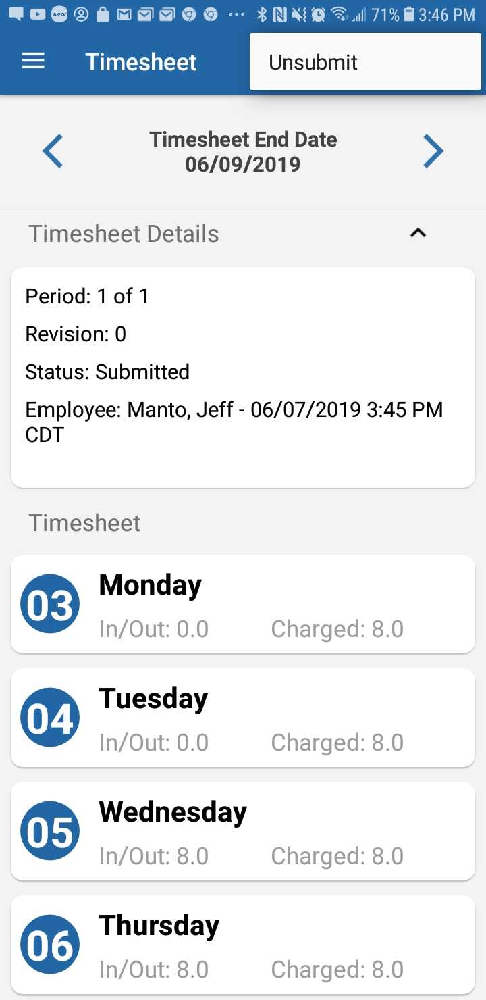 71% 3:46 PM
Timesheet
Unsubmit
Timesheet End Date
06/09/2019
Timesheet Details
Period: 1 of 1
Revision: 0
Status: Submitted
Employee: Manto, Jeff - 06/07/2019 3:45 PM
CDT
Timesheet
03
Monday
In/Out: 0.0 Charged: 8.0
04
Tuesday
In/Out: 0.0 Charged: 8.0
05
Wednesday
In/Out: 8.0 Charged: 8.0
06
Thursday
In/Out: 8.0 Charged: 8.0